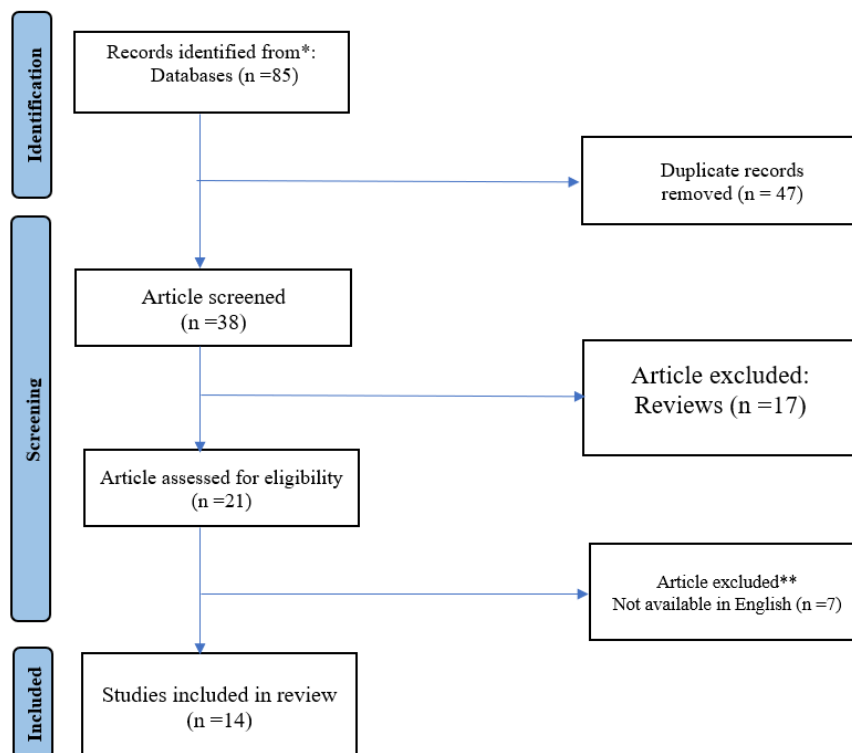 Identification
Records identified from*:
Databases (n =85)
Duplicate records
removed (n = 47)
Screening
Article screened
(n =38)
Article excluded:
Reviews (n =17)
Article assessed for eligibility
(n =21)
Article excluded**
Not available in English (n =7)
Included
Studies included in review
(n =14)